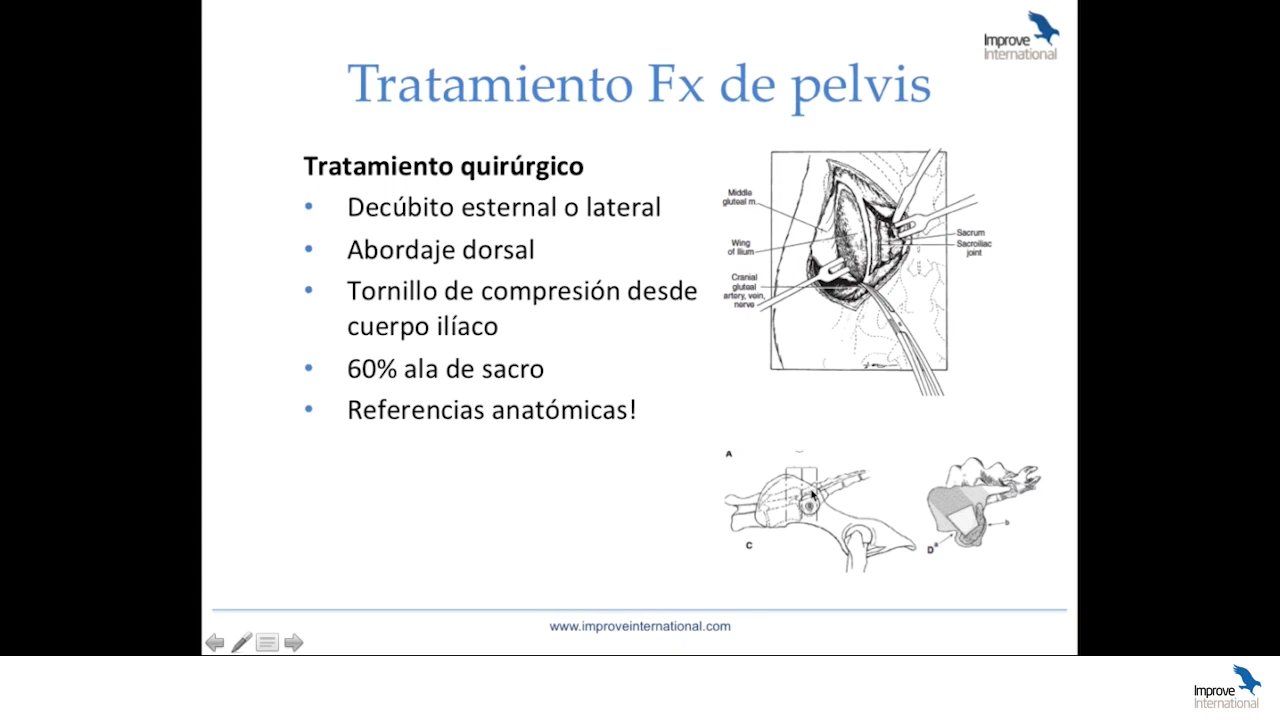 Improve
International
Tratamiento Fx de pelvis
Tratamiento quirúrgico
• Decúbito esternal o lateral
• Abordaje dorsal
• Tornillo de compresión desde
cuerpo ilíaco
• 60% ala de sacro
• Referencias anatómicas!
Middle
gluteal m.
Wing
of Ilium
Cranial
gluteal
artery, vein,
nerve
Sacrum
Sacroiliac
joint
A
C
D
a
b
www.improveinternational.com
Improve
International